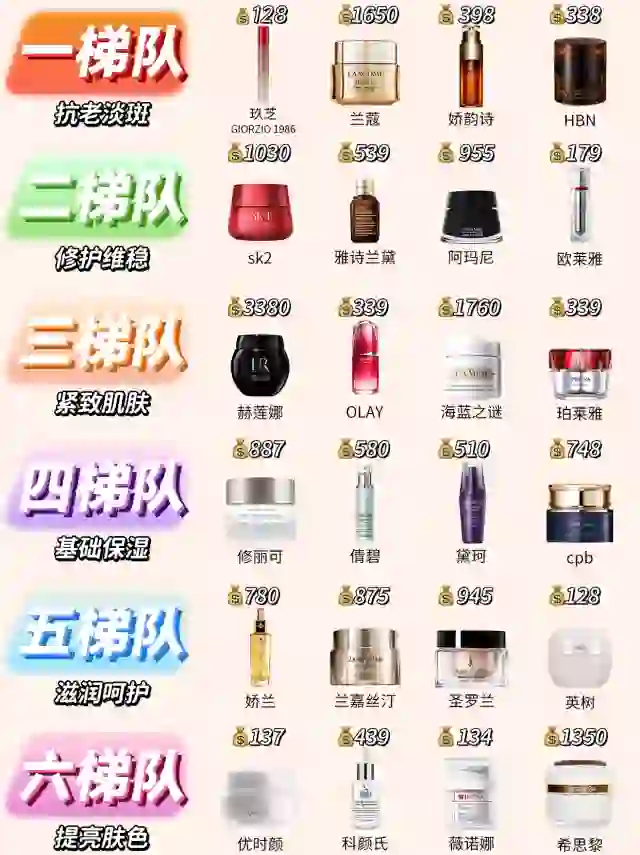 一梯队
抗老淡斑
128 1650 398 338
LANCOME
玖芝 兰蔻 娇韵诗 HBN
GIORZIO 1986
二梯队
修护维稳
1030 539 955 179
SK-II
sk2 雅诗兰黛 阿玛尼 欧莱雅
三梯队
紧致肌肤
3380 339 1760 339
HR
LA MER
赫莲娜 OLAY 海蓝之谜 珀莱雅
四梯队
基础保湿
887 580 510 748
修丽可 倩碧 黛珂 cpb
五梯队
滋润呵护
780 875 945 128
娇兰 兰嘉丝汀 圣罗兰 英树
六梯队
提亮肤色
137 439 134 1350
优时颜 科颜氏 薇诺娜 希思黎